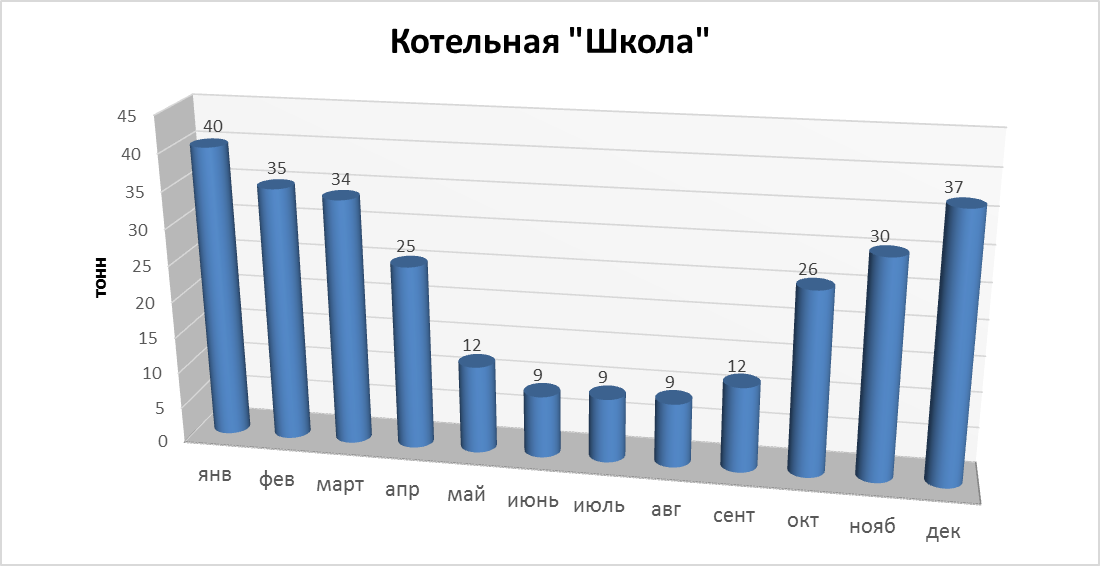 Котельная "Школа"
тонн
45
40
35
30
25
20
15
10
5
0
40
35
34
25
12
9
9
9
12
26
30
37
янв
фев
март
апр
май
июнь
июль
авг
сент
окт
нояб
дек